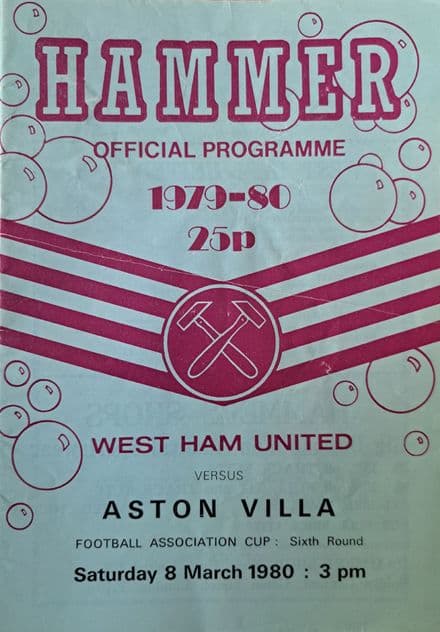 HAMMER
OFFICIAL PROGRAMME
1979-80
25p
WEST HAM UNITED
VERSUS
ASTON VILLA
FOOTBALL ASSOCIATION CUP : Sixth Round
Saturday 8 March 1980 : 3 pm